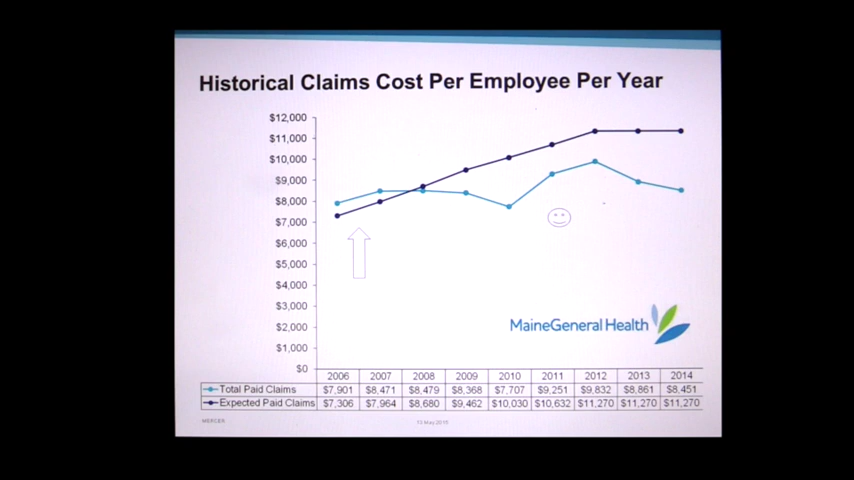 Historical Claims Cost Per Employee Per Year
$12,000
$11,000
$10,000
$9,000
$8,000
$7,000
$6,000
$5,000
$4,000
$3,000
$2,000
$1,000
$0
MaineGeneral Health
2006 2007 2008 2009 2010 2011 2012 2013 2014
Total Paid Claims $7,901 $8,471 $8,479 $8,368 $7,707 $9,251 $9,832 $8,861 $8,451
Expected Paid Claims $7,306 $7,964 $8,680 $9,462 $10,030 $10,632 $11,270 $11,270 $11,270
MERCER
13 May 2015